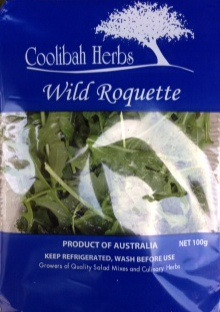 Coolibah Herbs
Wild Roquette
PRODUCT OF AUSTRALIA NET 100g
KEEP REFRIGERATED, WASH BEFORE USE
Growers of Quality Salad Mixes and Culinary Herbs